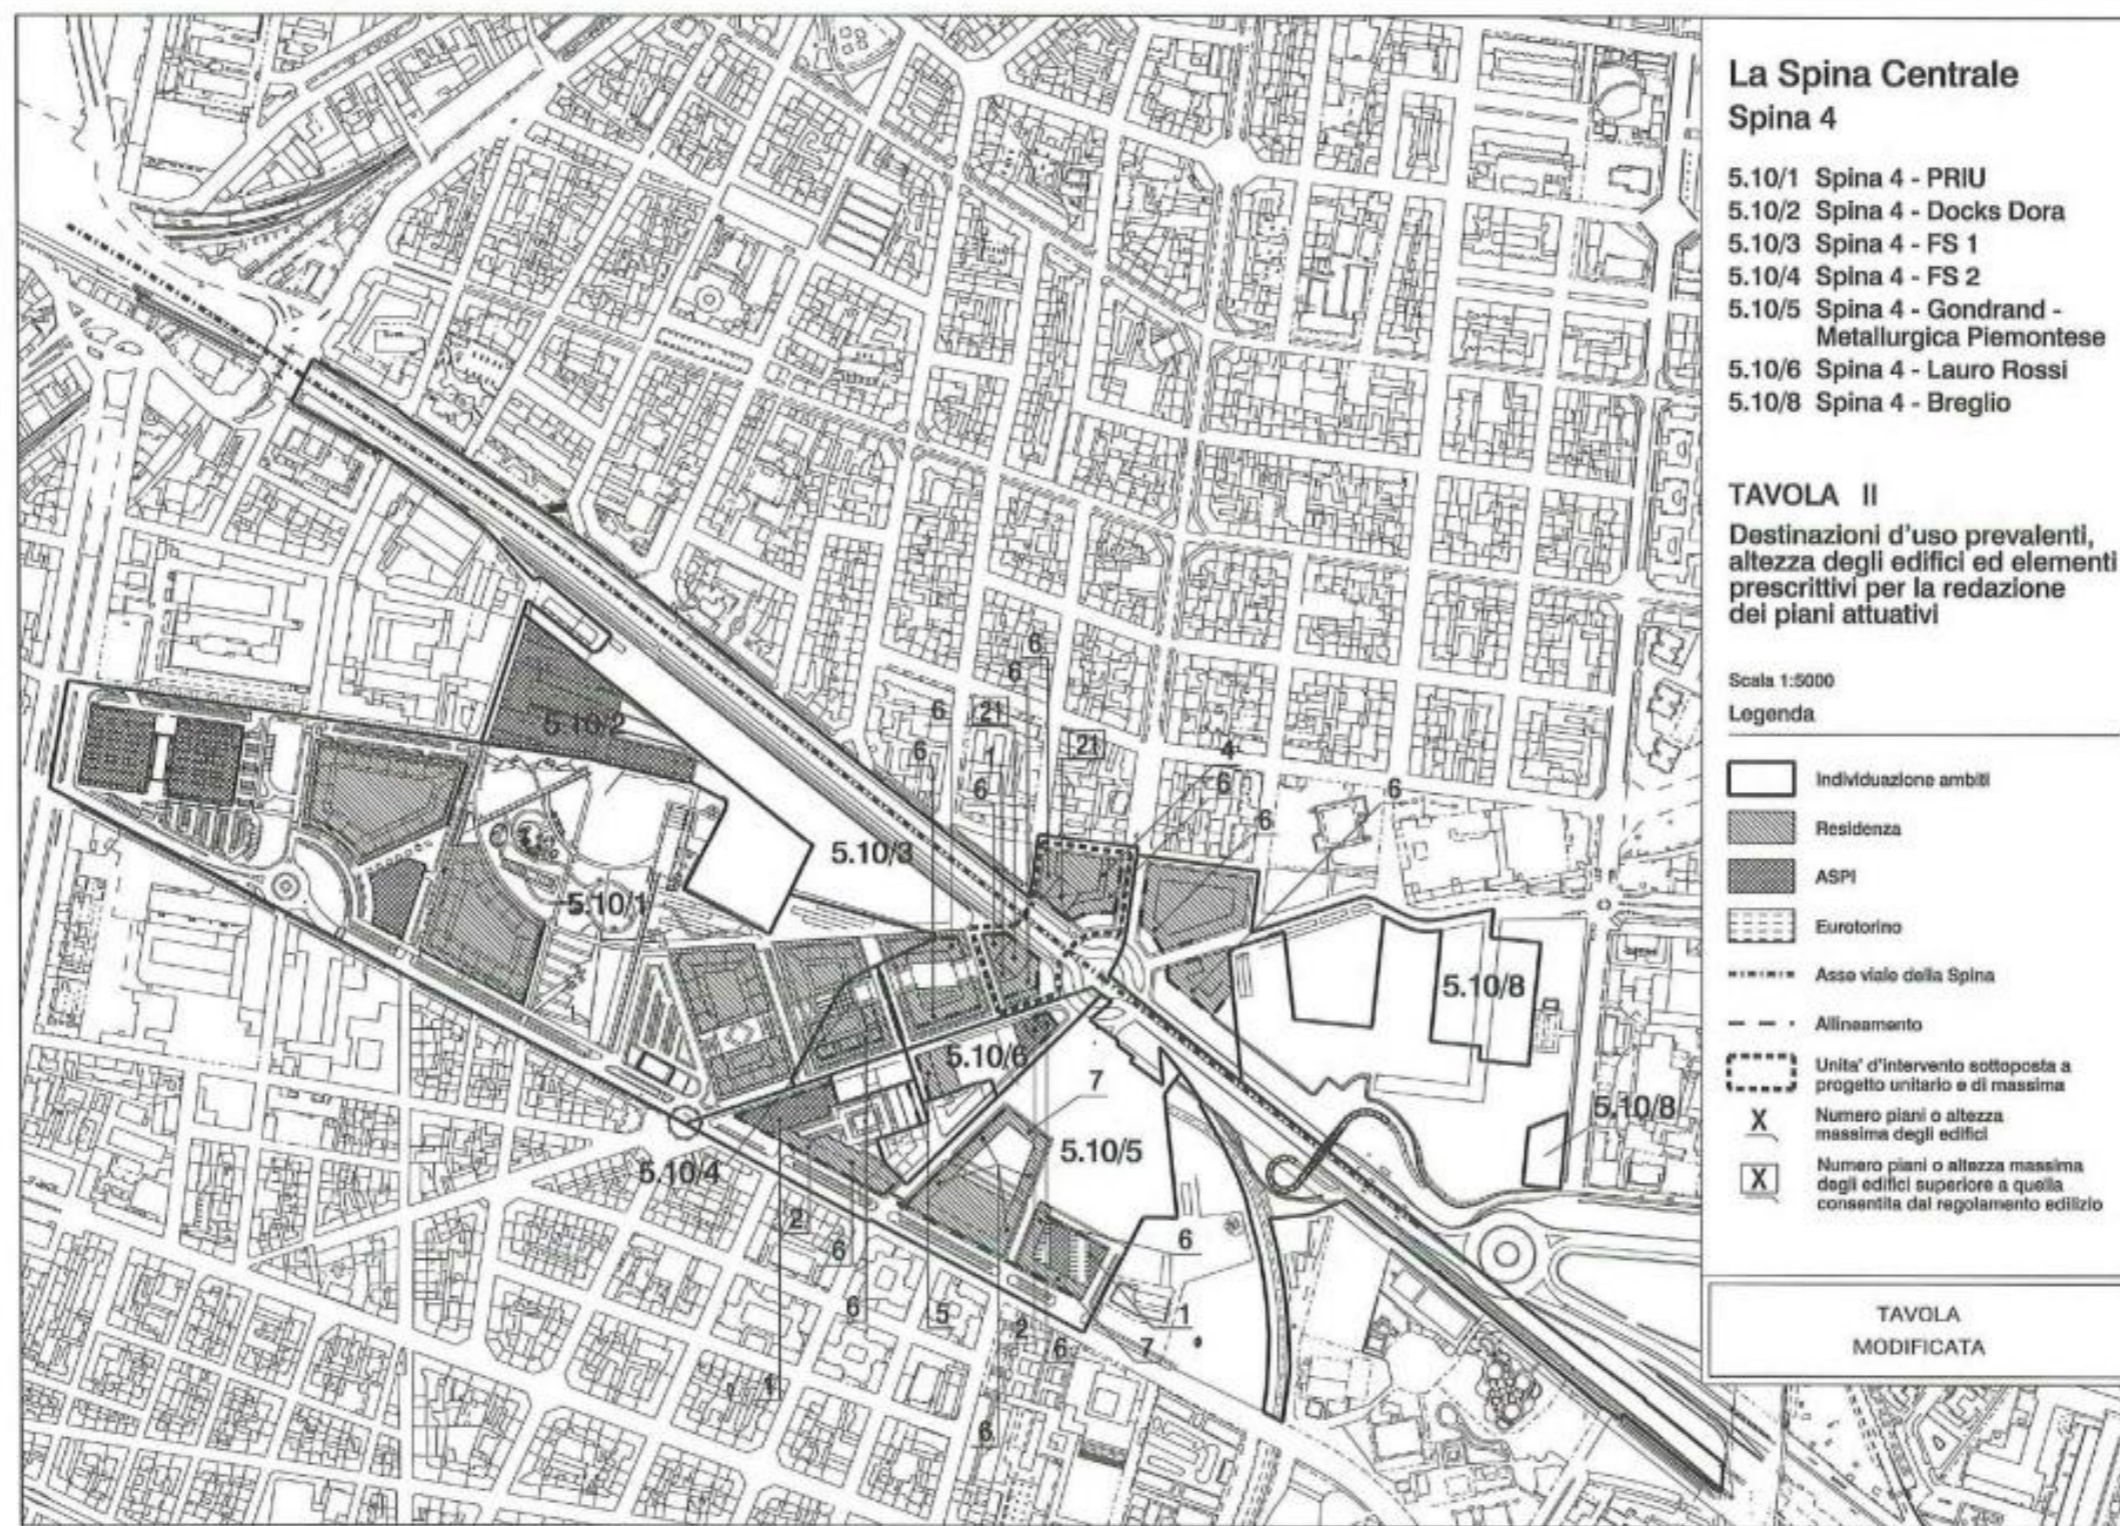 La Spina Centrale
Spina 4
5.10/1 Spina 4 - PRIU
5.10/2 Spina 4 - Docks Dora
5.10/3 Spina 4 - FS 1
5.10/4 Spina 4 - FS 2
5.10/5 Spina 4 - Gondrand -
Metallurgica Piemontese
5.10/6 Spina 4 - Lauro Rossi
5.10/8 Spina 4 - Breglio
TAVOLA II
Destinazioni d'uso prevalenti,
altezza degli edifici ed elementi
prescrittivi per la redazione
dei piani attuativi
Scala 1:5000
Legenda
Individuazione ambiti
Residenza
ASPI
Eurotorino
Asse viale della Spina
Allineamento
Unita' d'intervento sottoposta a
progetto unitario e di massima
X
Numero piani o altezza
massima degli edifici
X
Numero piani o altezza massima
degli edifici superiore a quella
consentita dal regolamento edilizio
TAVOLA
MODIFICATA
6
6
6
21
6
1
21
4
6
6
6
6
5.10/2
5.10/3
5.10/1
5.10/8
5.10/6
7
5.10/8
5.10/5
5.10/4
2
6
6
6
5
2
1
6
7
1
6